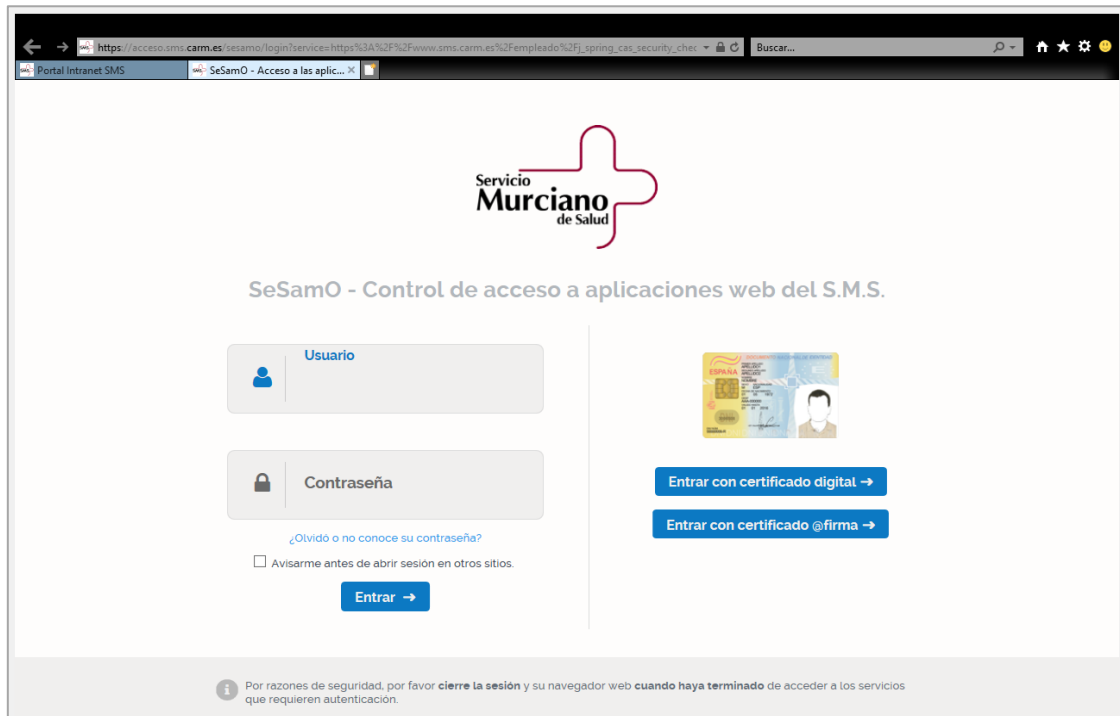 https://acceso.sms.carm.es/sesamo/login?service=https%3A%2F%2Fwww.sms.carm.es%2Fempleado%2Fj_spring_cas_security_chec
Buscar...
Portal Intranet SMS
SeSamO - Acceso a las aplic...
Servicio
Murciano
de Salud
SeSamO - Control de acceso a aplicaciones web del S.M.S.
Usuario
Contraseña
¿Olvidó o no conoce su contraseña?
Avisarme antes de abrir sesión en otros sitios.
Entrar →
ESPAÑA
DOCUMENTO NACIONAL DE IDENTIDAD
Entrar con certificado digital →
Entrar con certificado @firma →
Por razones de seguridad, por favor cierre la sesión y su navegador web cuando haya terminado de acceder a los servicios
que requieren autenticación.